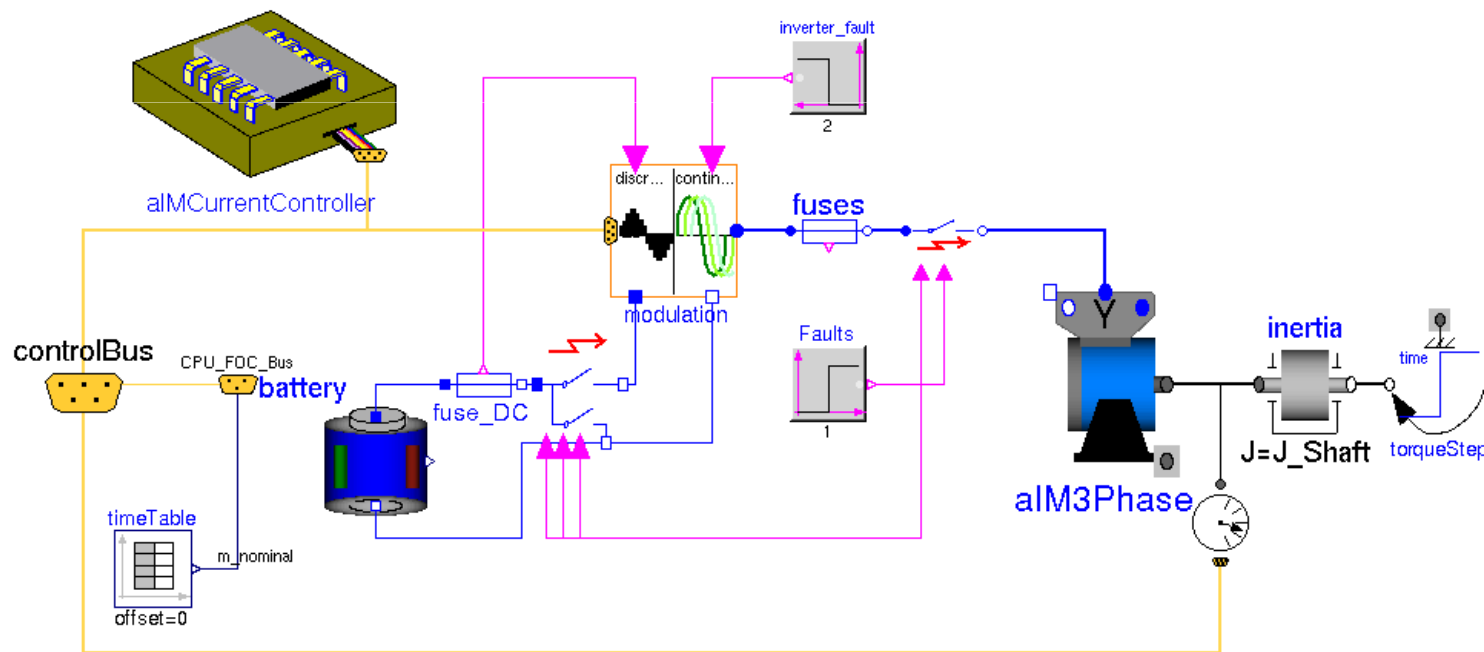 inverter_fault
2
aIMCurrentController
discr...
contin...
fuses
modulation
controlBus
CPU_FOC_Bus
battery
fuse_DC
Faults
1
Y
inertia
time
J=J_Shaft
torqueStep
aIM3Phase
timeTable
m_nominal
offset=0